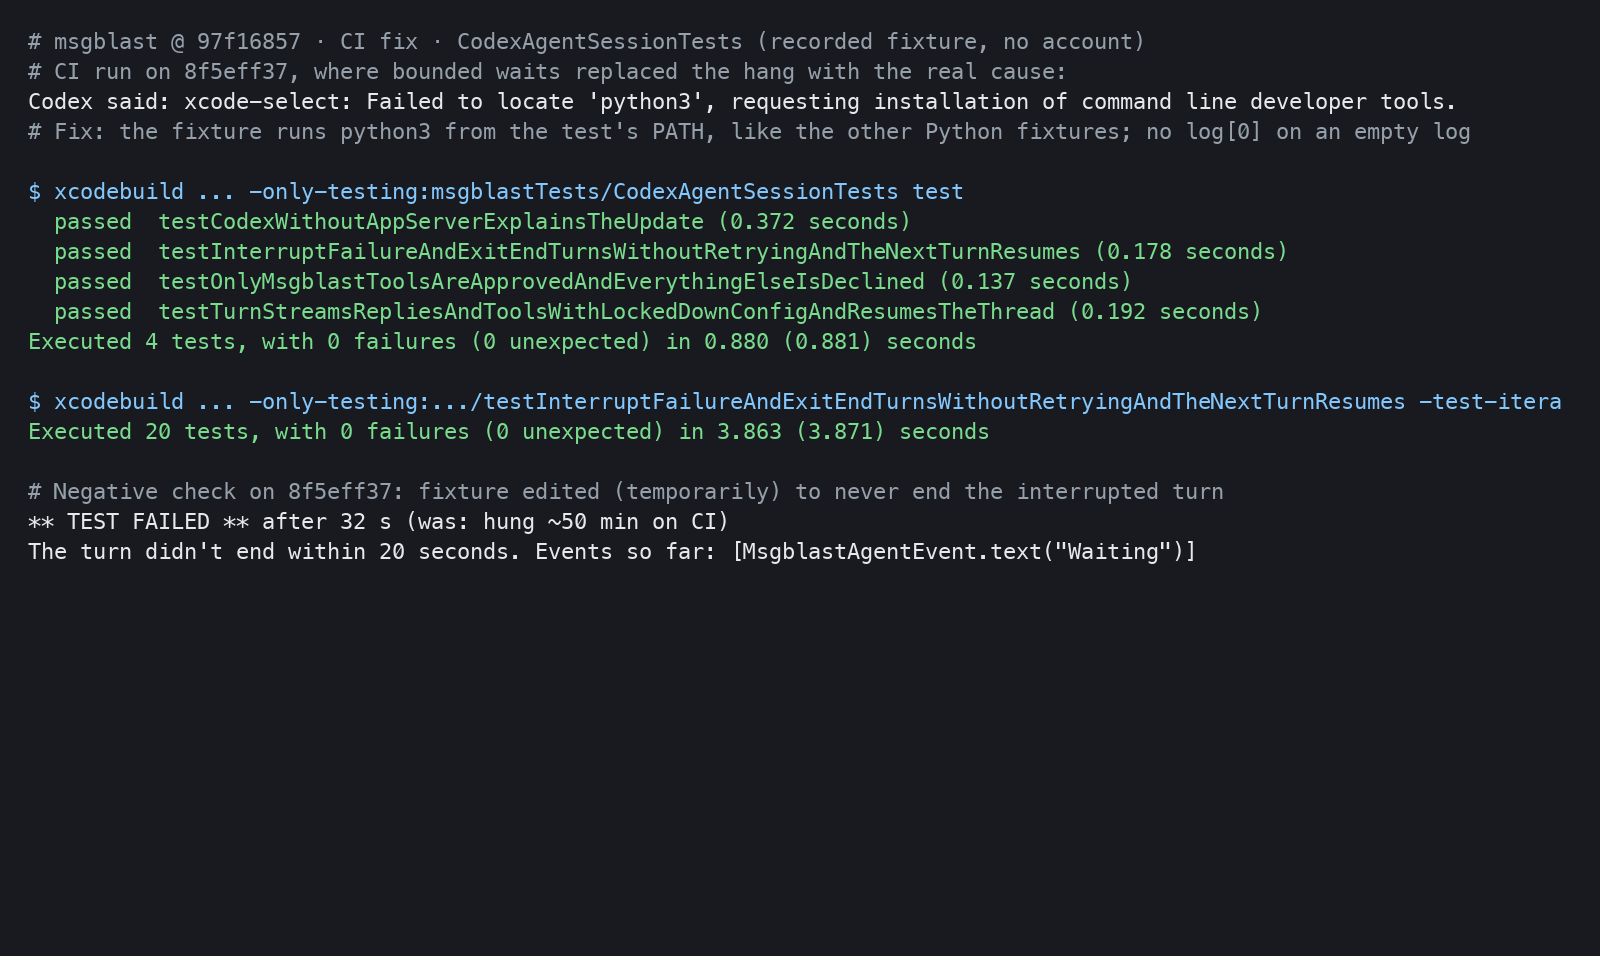 # msgblast @ 97f16857 · CI fix · CodexAgentSessionTests (recorded fixture, no account)
# CI run on 8f5eff37, where bounded waits replaced the hang with the real cause:
Codex said: xcode-select: Failed to locate 'python3', requesting installation of command line developer tools.
# Fix: the fixture runs python3 from the test's PATH, like the other Python fixtures; no log[0] on an empty log
$ xcodebuild ... -only-testing:msgblastTests/CodexAgentSessionTests test
passed  testCodexWithoutAppServerExplainsTheUpdate (0.372 seconds)
passed  testInterruptFailureAndExitEndTurnsWithoutRetryingAndTheNextTurnResumes (0.178 seconds)
passed  testOnlyMsgblastToolsAreApprovedAndEverythingElseIsDeclined (0.137 seconds)
passed  testTurnStreamsRepliesAndToolsWithLockedDownConfigAndResumesTheThread (0.192 seconds)
Executed 4 tests, with 0 failures (0 unexpected) in 0.880 (0.881) seconds
$ xcodebuild ... -only-testing:.../testInterruptFailureAndExitEndTurnsWithoutRetryingAndTheNextTurnResumes -test-itera
Executed 20 tests, with 0 failures (0 unexpected) in 3.863 (3.871) seconds
# Negative check on 8f5eff37: fixture edited (temporarily) to never end the interrupted turn
** TEST FAILED ** after 32 s (was: hung ~50 min on CI)
The turn didn't end within 20 seconds. Events so far: [MsgblastAgentEvent.text("Waiting")]